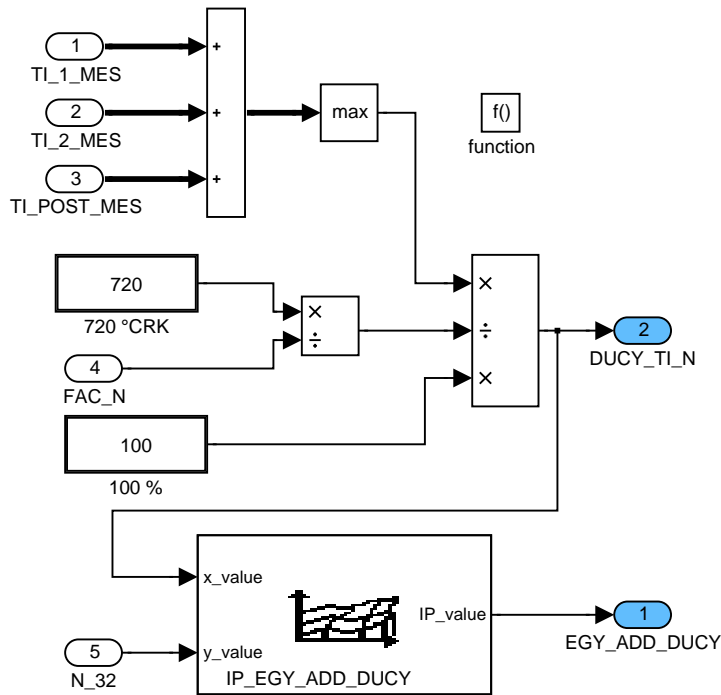 1
TI_1_MES
+
2
TI_2_MES
+
3
TI_POST_MES
+
max
f()
function
720
720 °CRK
×
÷
4
FAC_N
×
÷
×
2
DUCY_TI_N
100
100 %
x_value
y_value
IP_value
IP_EGY_ADD_DUCY
1
EGY_ADD_DUCY
5
N_32